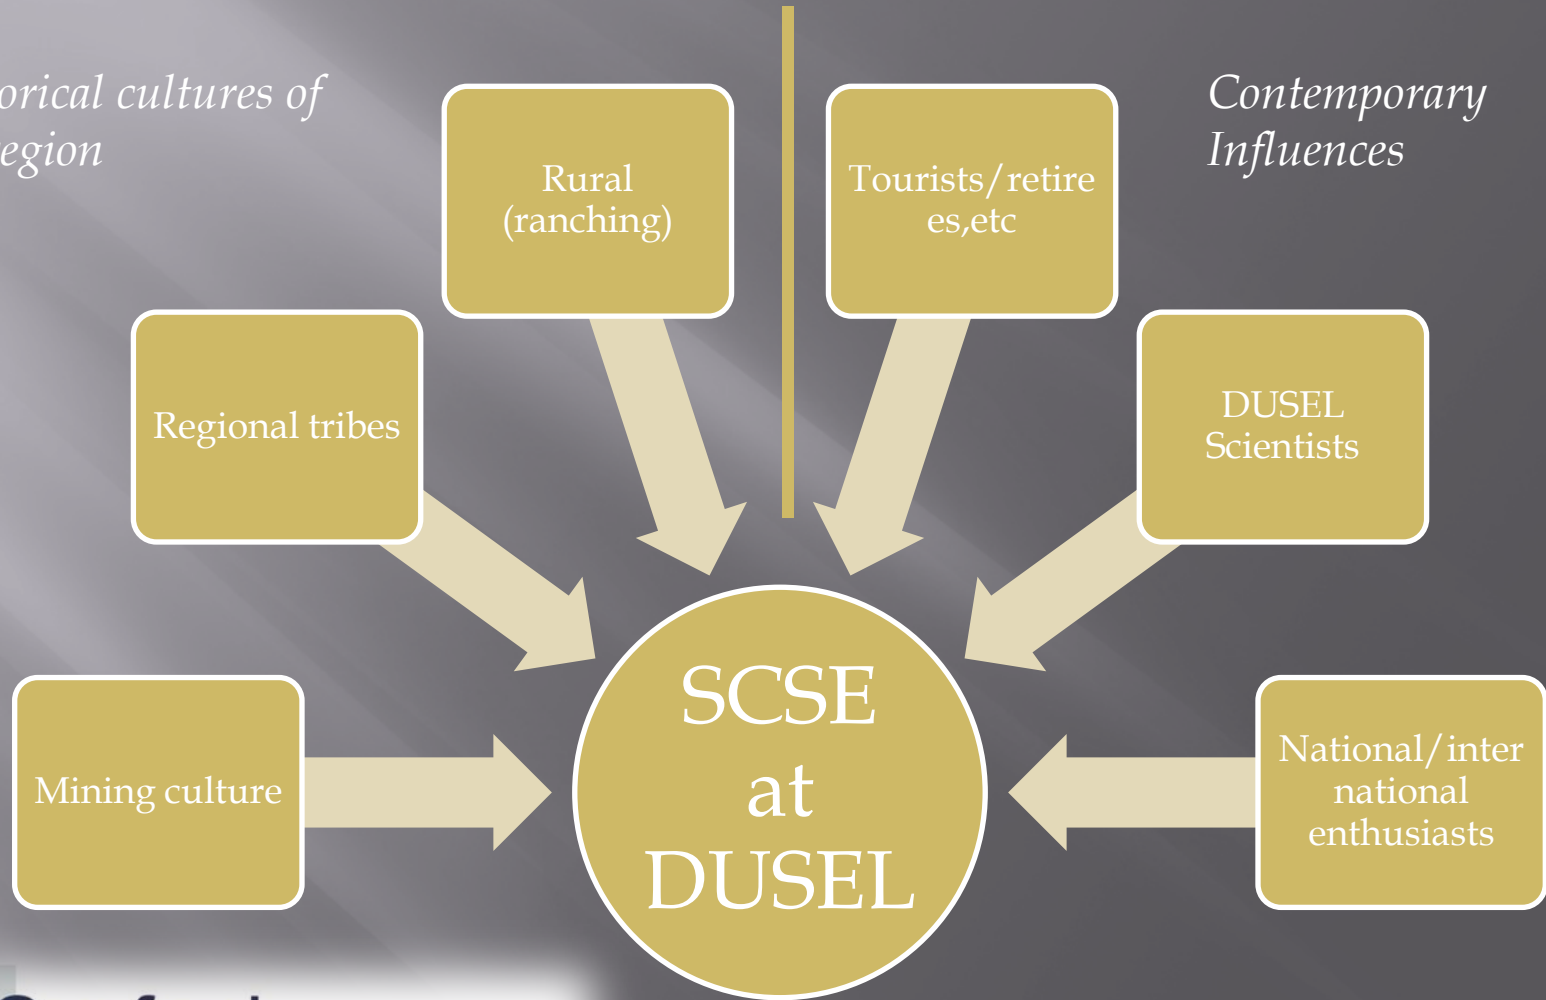 orical cultures of
egion
Contemporary
Influences
Rural
(ranching)
Tourists/retire
es,etc
Regional tribes
DUSEL
Scientists
Mining culture
National/inter
national
enthusiasts
SCSE
at
DUSEL